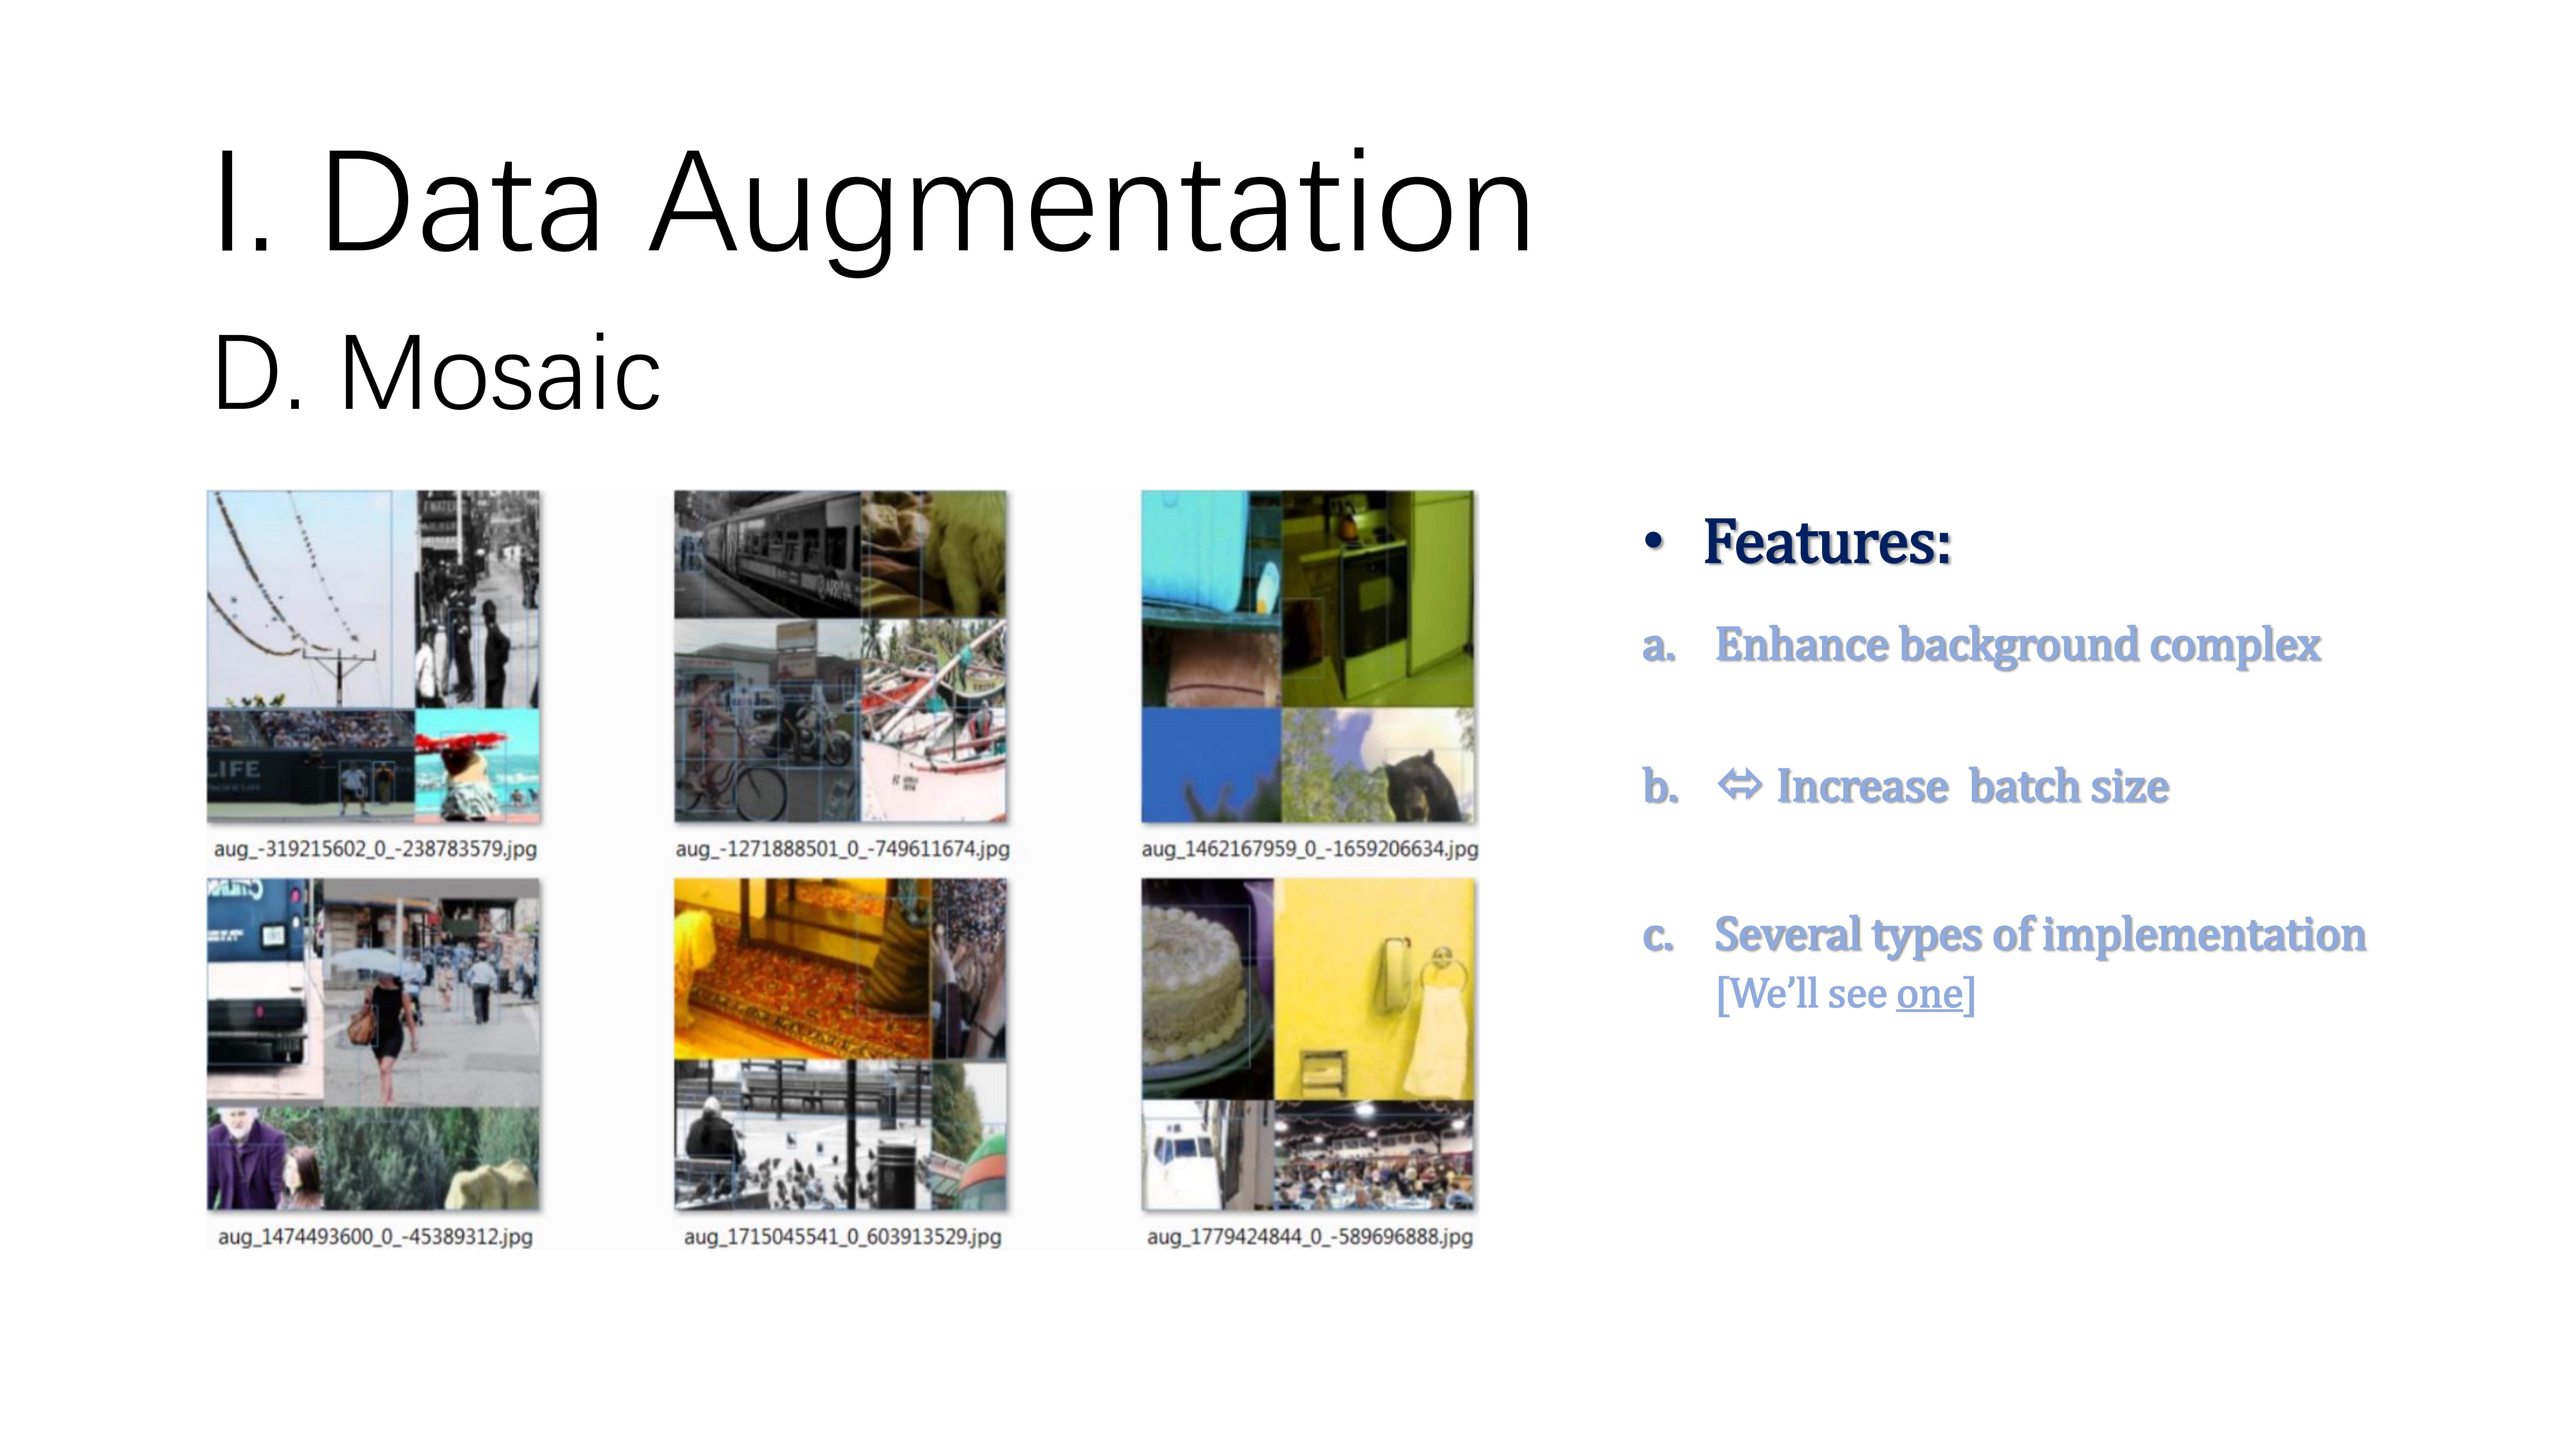 I. Data Augmentation
D. Mosaic
LIFE
aug_-319215602_0_-238783579.jpg
aug_-1271888501_0_-749611674.jpg
aug_1462167959_0_-1659206634.jpg
aug_1474493600_0_-45389312.jpg
aug_1715045541_0_603913529.jpg
aug_1779424844_0_-589696888.jpg
• Features:
a. Enhance background complex
b. ⇔ Increase batch size
c. Several types of implementation
[We’ll see one]